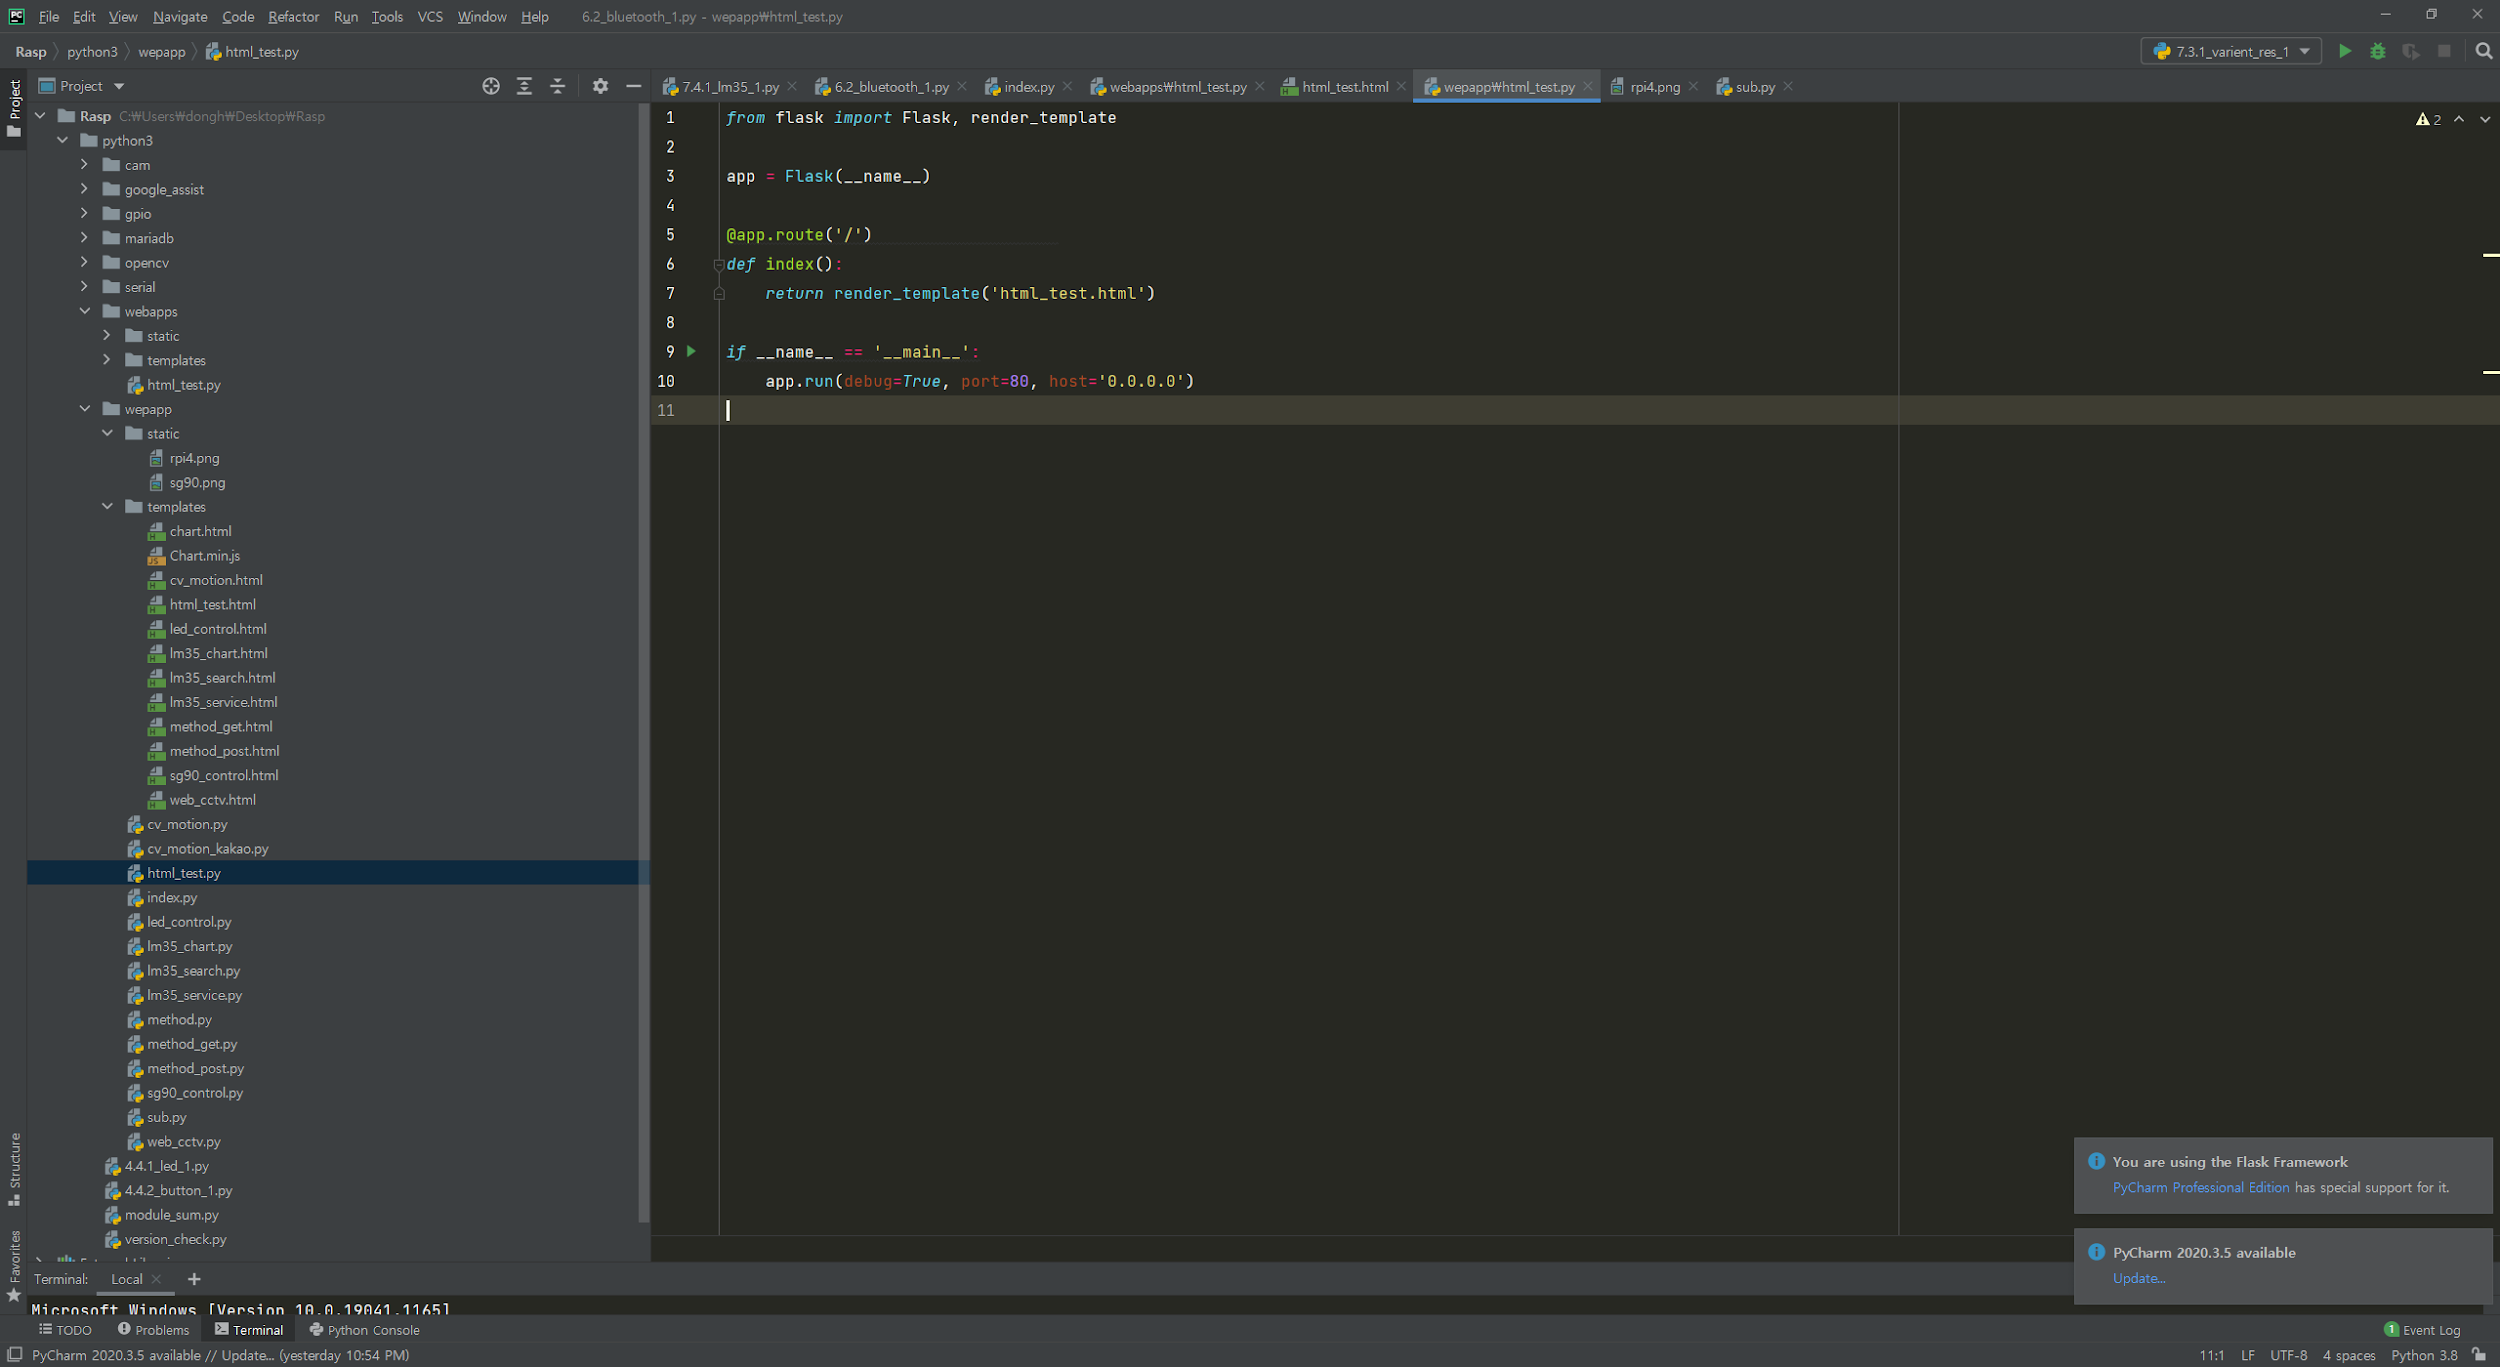 PC File Edit View Navigate Code Refactor Run Tools VCS Window Help 6.2_bluetooth_1.py - wepapp₩html_test.py
Rasp python3 wepapp html_test.py 7.3.1_varient_res_1
Project
Project
7.4.1_lm35_1.py 6.2_bluetooth_1.py index.py webapps₩html_test.py html_test.html wepapp₩html_test.py rpi4.png sub.py
Rasp C:₩Users₩dongh₩Desktop₩Rasp
python3
cam
google_assist
gpio
mariadb
opencv
serial
webapps
static
templates
html_test.py
wepapp
static
rpi4.png
sg90.png
templates
chart.html
Chart.min.js
cv_motion.html
html_test.html
led_control.html
lm35_chart.html
lm35_search.html
lm35_service.html
method_get.html
method_post.html
sg90_control.html
web_cctv.html
cv_motion.py
cv_motion_kakao.py
html_test.py
index.py
led_control.py
lm35_chart.py
lm35_search.py
lm35_service.py
method.py
method_get.py
method_post.py
sg90_control.py
sub.py
web_cctv.py
4.4.1_led_1.py
4.4.2_button_1.py
module_sum.py
version_check.py
1 from flask import Flask, render_template
2
3 app = Flask(__name__)
4
5 @app.route('/')
6 def index():
7     return render_template('html_test.html')
8
9 if __name__ == '__main__':
10     app.run(debug=True, port=80, host='0.0.0.0')
11
2
Structure
Favorites
You are using the Flask Framework
PyCharm Professional Edition has special support for it.
PyCharm 2020.3.5 available
Update...
Terminal: Local +
Microsoft Windows [Version 10.0.19041.1165]
TODO Problems Terminal Python Console 1 Event Log
PyCharm 2020.3.5 available // Update... (yesterday 10:54 PM) 11:1 LF UTF-8 4 spaces Python 3.8